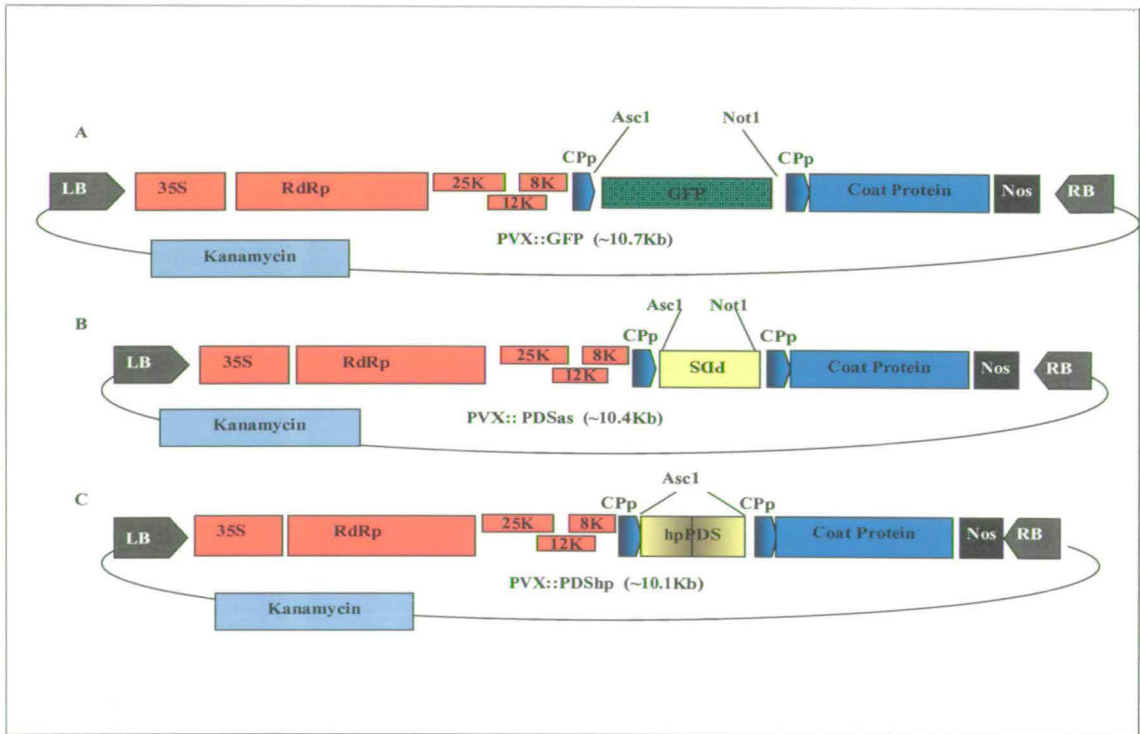 A
Asc1 Not1
CPp CPp
LB 35S RdRp 25K 8K GFP Coat Protein Nos RB
12K
PVX::GFP (~10.7Kb)
Kanamycin
B
Asc1 Not1
CPp CPp
LB 35S RdRp 25K 8K PDS Coat Protein Nos RB
12K
PVX:: PDSas (~10.4Kb)
Kanamycin
C
Asc1
CPp CPp
LB 35S RdRp 25K 8K hpPDS Coat Protein Nos RB
12K
PVX::PDShp (~10.1Kb)
Kanamycin